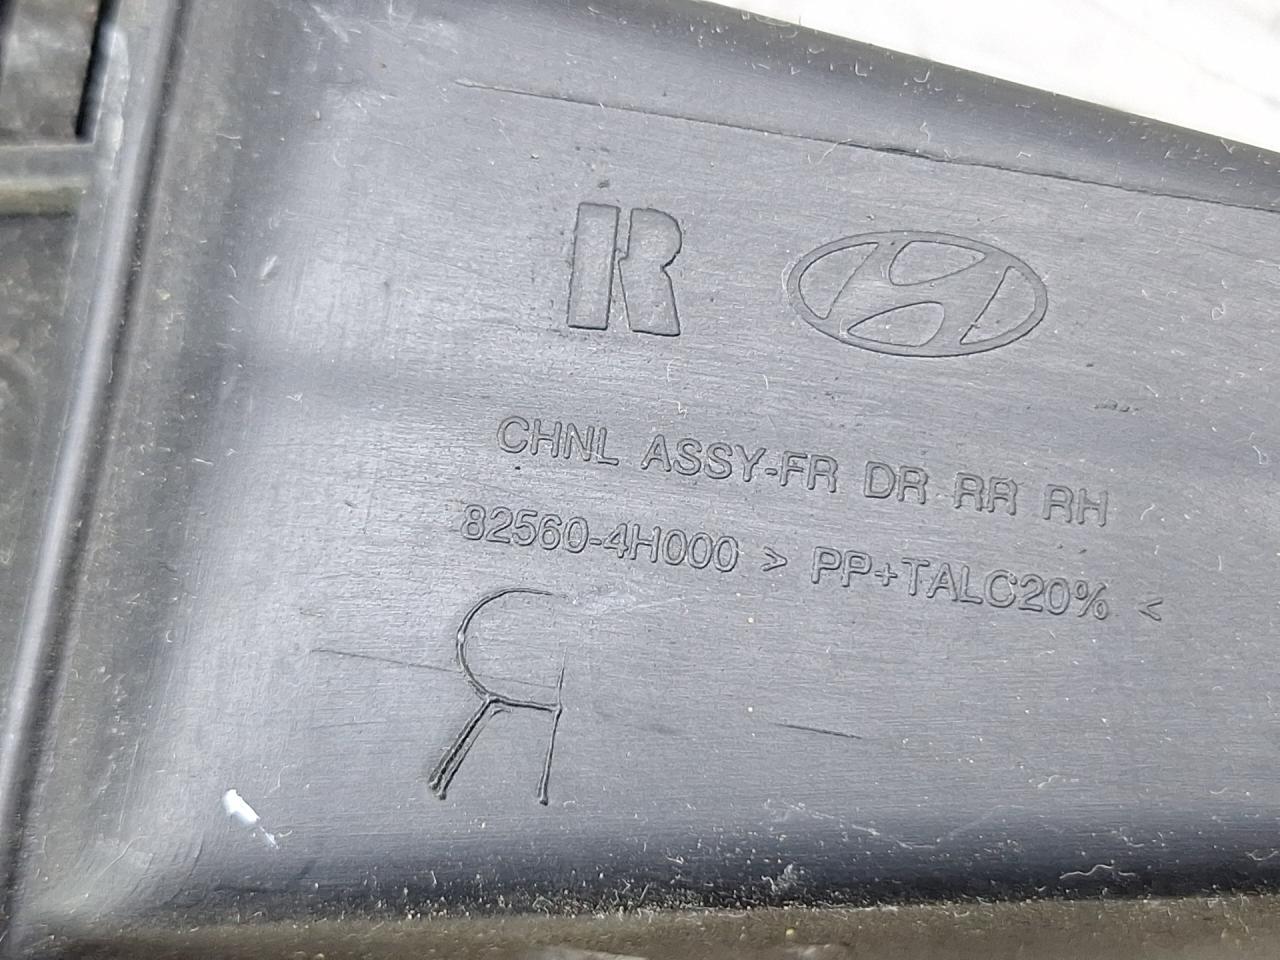 R
CHNL ASSY-FR DR RR RH
82560-4H000 > PP+TALC20% <
Я